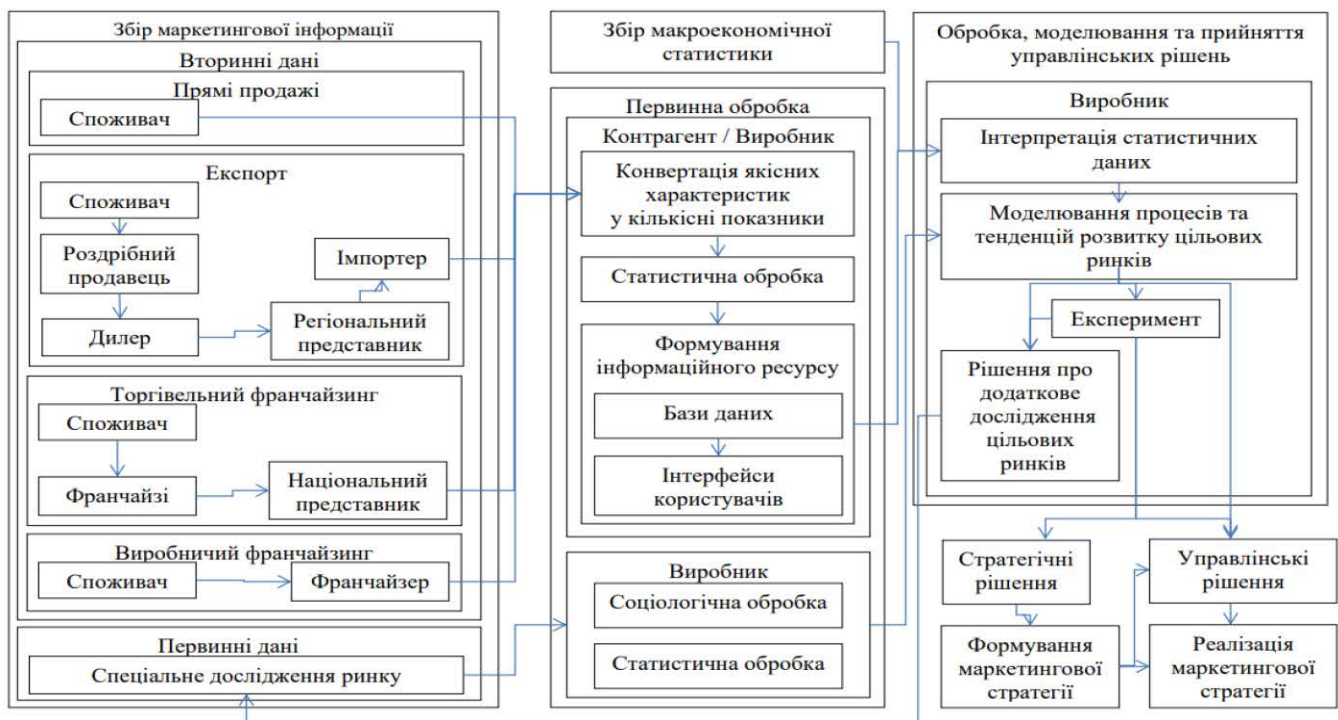 Збір маркетингової інформації
Вторинні дані
Прямі продажі
Споживач
Експорт
Споживач
Роздрібний
продавець
Імпортер
Дилер
Регіональний
представник
Торгівельний франчайзинг
Споживач
Франчайзі
Національний
представник
Виробничий франчайзинг
Споживач
Франчайзер
Первинні дані
Спеціальне дослідження ринку
Збір макроекономічної
статистики
Первинна обробка
Контрагент / Виробник
Конвертація якісних
характеристик
у кількісні показники
Статистична обробка
Формування
інформаційного ресурсу
Бази даних
Інтерфейси
користувачів
Виробник
Соціологічна обробка
Статистична обробка
Обробка, моделювання та прийняття
управлінських рішень
Виробник
Інтерпретація статистичних
даних
Моделювання процесів та
тенденцій розвитку цільових
ринків
Експеримент
Рішення про
додаткове
дослідження
цільових
ринків
Стратегічні
рішення
Управлінські
рішення
Формування
маркетингової
стратегії
Реалізація
маркетингової
стратегії